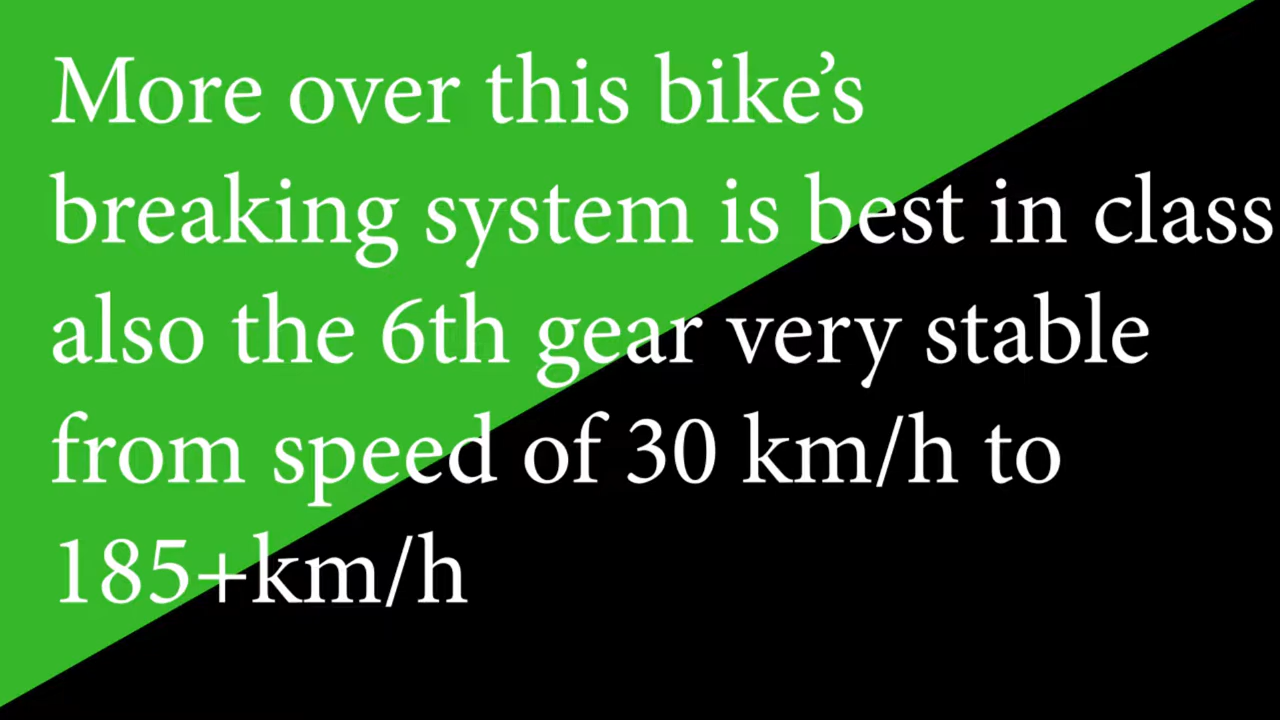 More over this bike’s
breaking system is best in class
also the 6th gear very stable
from speed of 30 km/h to
185+km/h